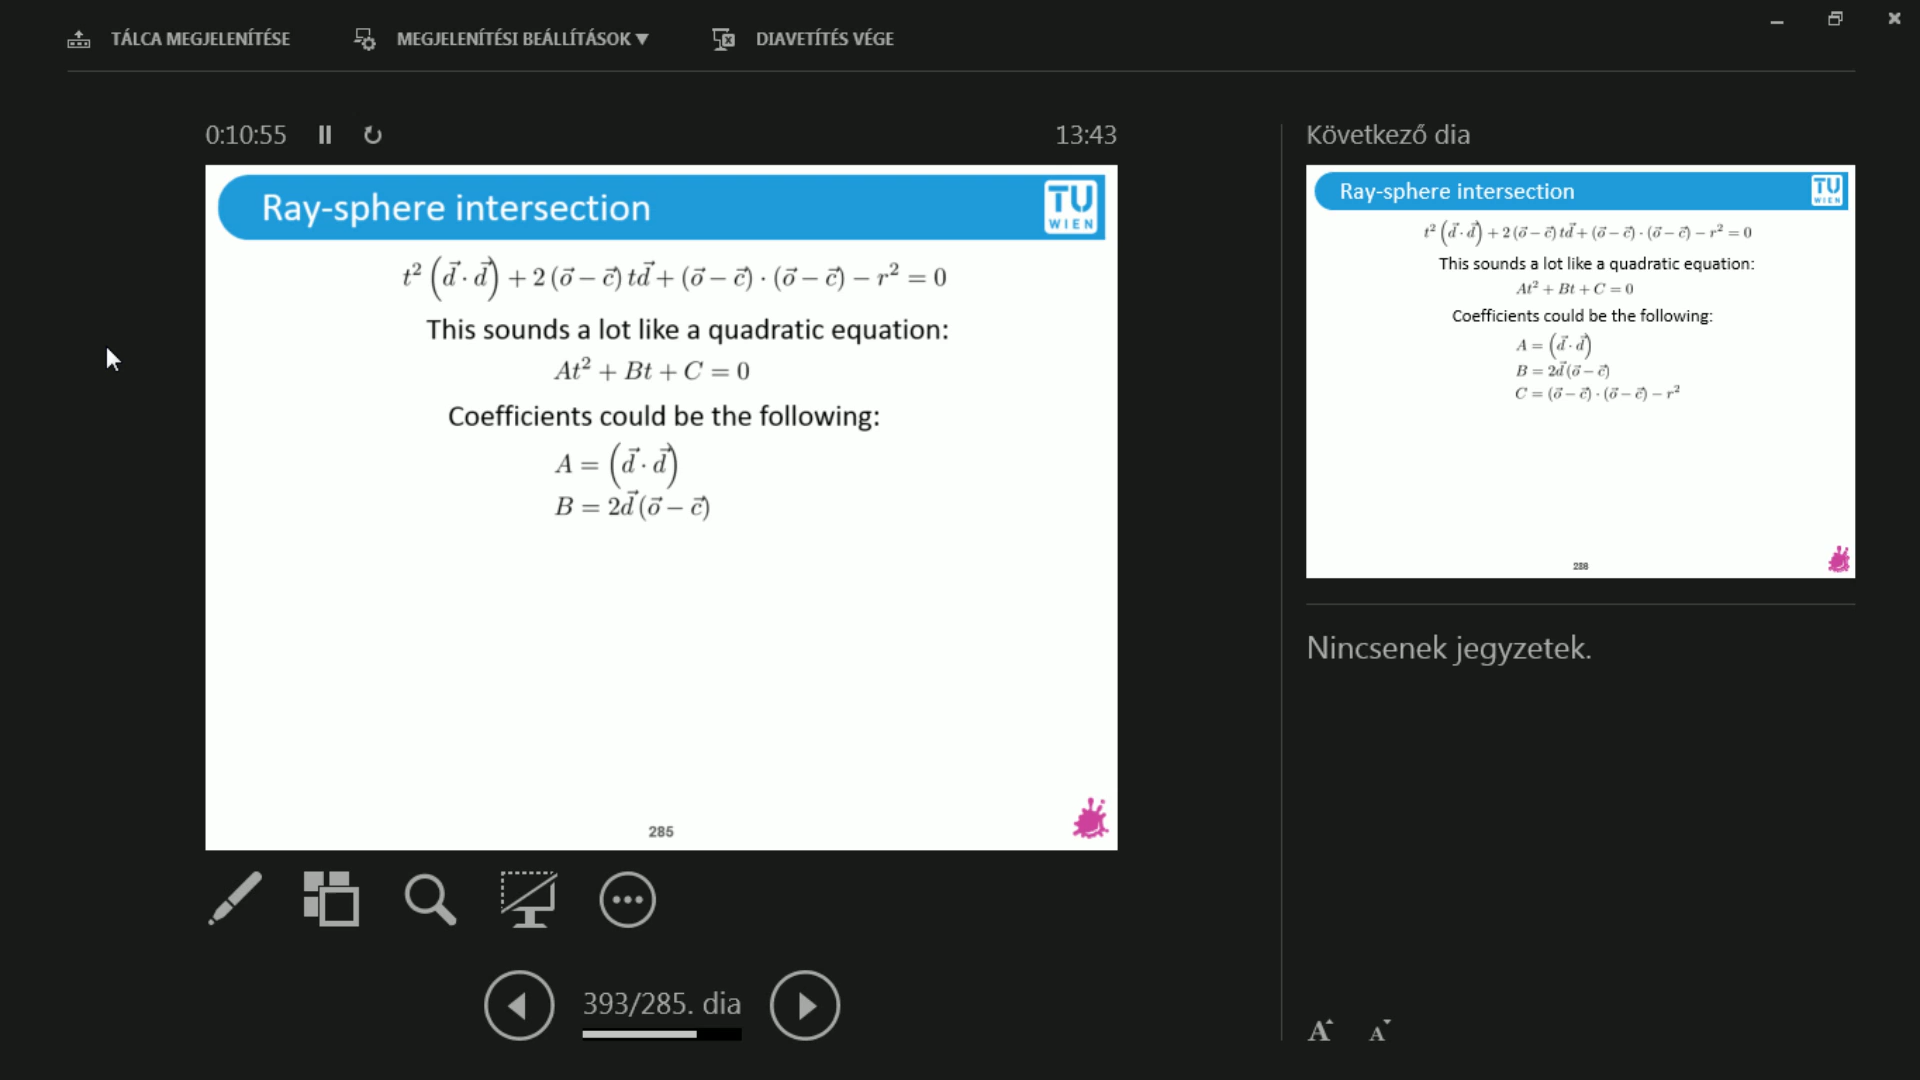 TÁLCA MEGJELENÍTÉSE
MEGJELENÍTÉSI BEÁLLÍTÁSOK ▼
DIAVETÍTÉS VÉGE
0:10:55
13:43
Ray-sphere intersection
TU
WIEN
t² (d⃗ · d⃗) + 2 (o⃗ − c⃗) td⃗ + (o⃗ − c⃗) · (o⃗ − c⃗) − r² = 0
This sounds a lot like a quadratic equation:
At² + Bt + C = 0
Coefficients could be the following:
A = (d⃗ · d⃗)
B = 2d⃗ (o⃗ − c⃗)
285
393/285. dia
Következő dia
Ray-sphere intersection
TU
WIEN
t² (d⃗ · d⃗) + 2 (o⃗ − c⃗) td⃗ + (o⃗ − c⃗) · (o⃗ − c⃗) − r² = 0
This sounds a lot like a quadratic equation:
At² + Bt + C = 0
Coefficients could be the following:
A = (d⃗ · d⃗)
B = 2d⃗ (o⃗ − c⃗)
C = (o⃗ − c⃗) · (o⃗ − c⃗) − r²
288
Nincsenek jegyzetek.
A A